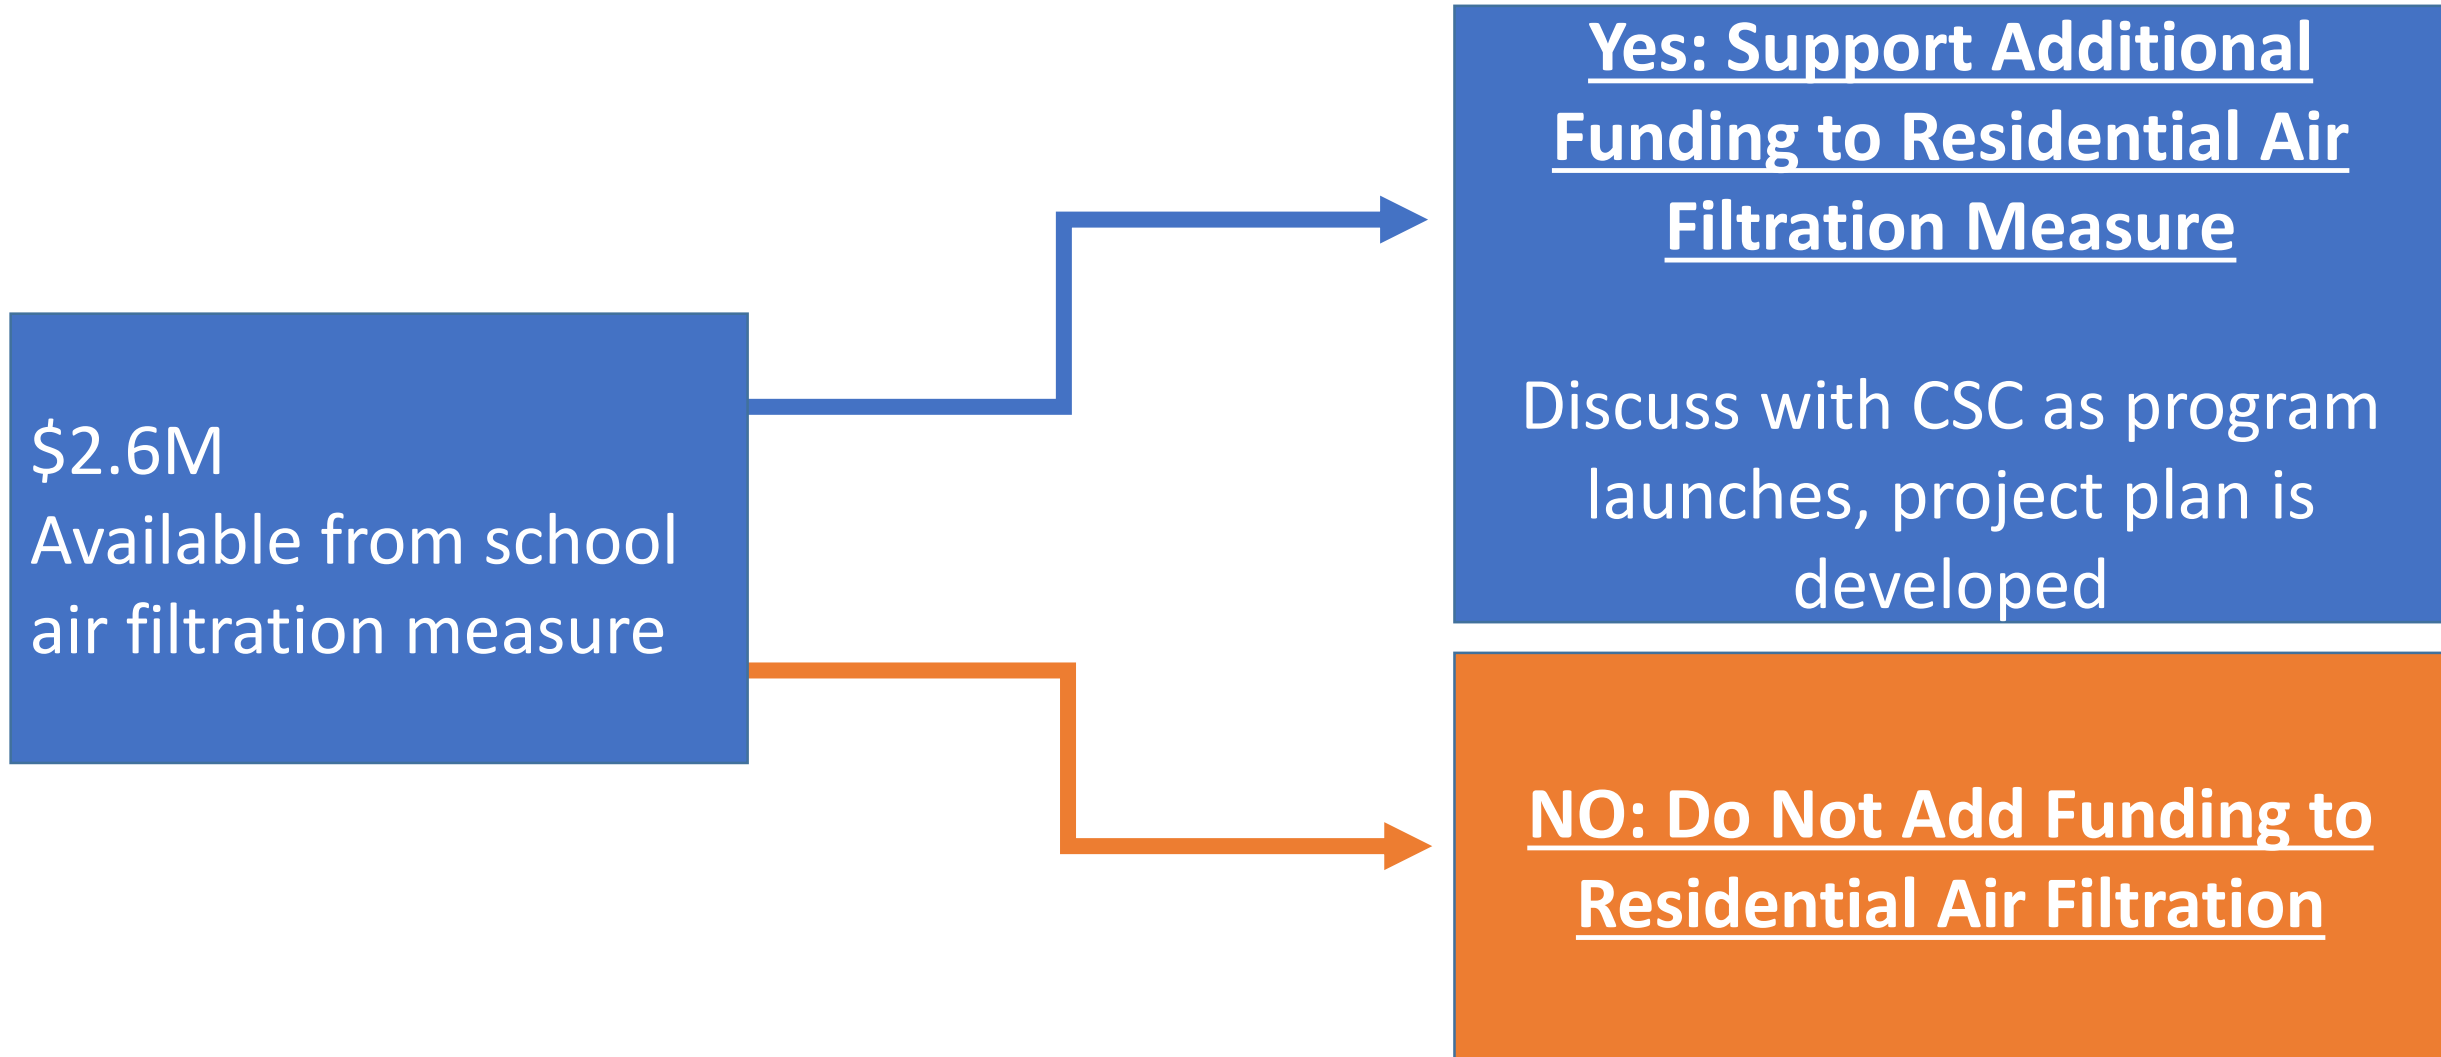 $2.6M
Available from school
air filtration measure
Yes: Support Additional
Funding to Residential Air
Filtration Measure
Discuss with CSC as program
launches, project plan is
developed
NO: Do Not Add Funding to
Residential Air Filtration